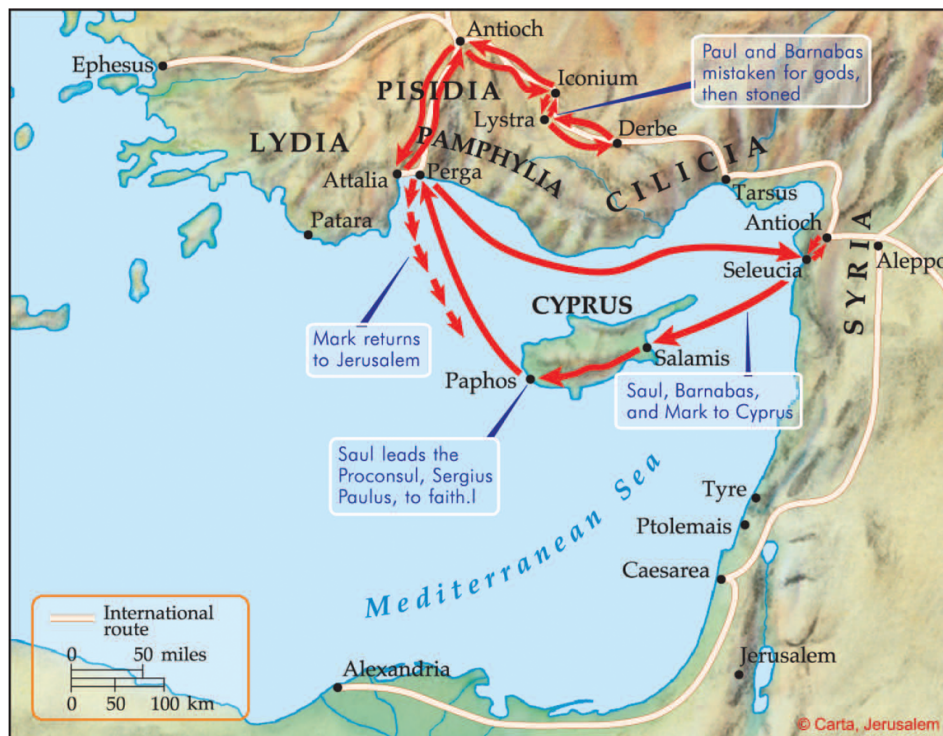 Antioch
Ephesus
Paul and Barnabas
mistaken for gods,
then stoned
Iconium
PISIDIA
Lystra
Derbe
LYDIA
PAMPHYLIA
CILICIA
Attalia
Perga
Tarsus
Patara
Antioch
Seleucia
Aleppo
SYRIA
CYPRUS
Mark returns
to Jerusalem
Salamis
Paphos
Saul, Barnabas,
and Mark to Cyprus
Saul leads the
Proconsul, Sergius
Paulus, to faith.l
Mediterranean Sea
Tyre
Ptolemais
Caesarea
International
route
0 50 miles
0 50 100 km
Alexandria
Jerusalem
© Carta, Jerusalem